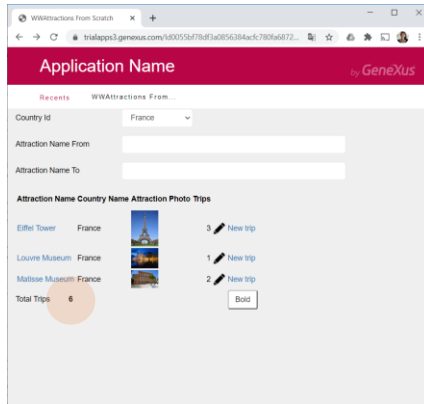 WWAttractions From Scratch
trialapps3.genexus.com/Id0055bf78df3a0856384acfc780fa6872...
Application Name
by GeneXus
Recents WWAttractions From...
Country Id France
Attraction Name From
Attraction Name To
Attraction Name Country Name Attraction Photo Trips
Eiffel Tower France 3 New trip
Louvre Museum France 1 New trip
Matisse Museum France 2 New trip
Total Trips 6 Bold